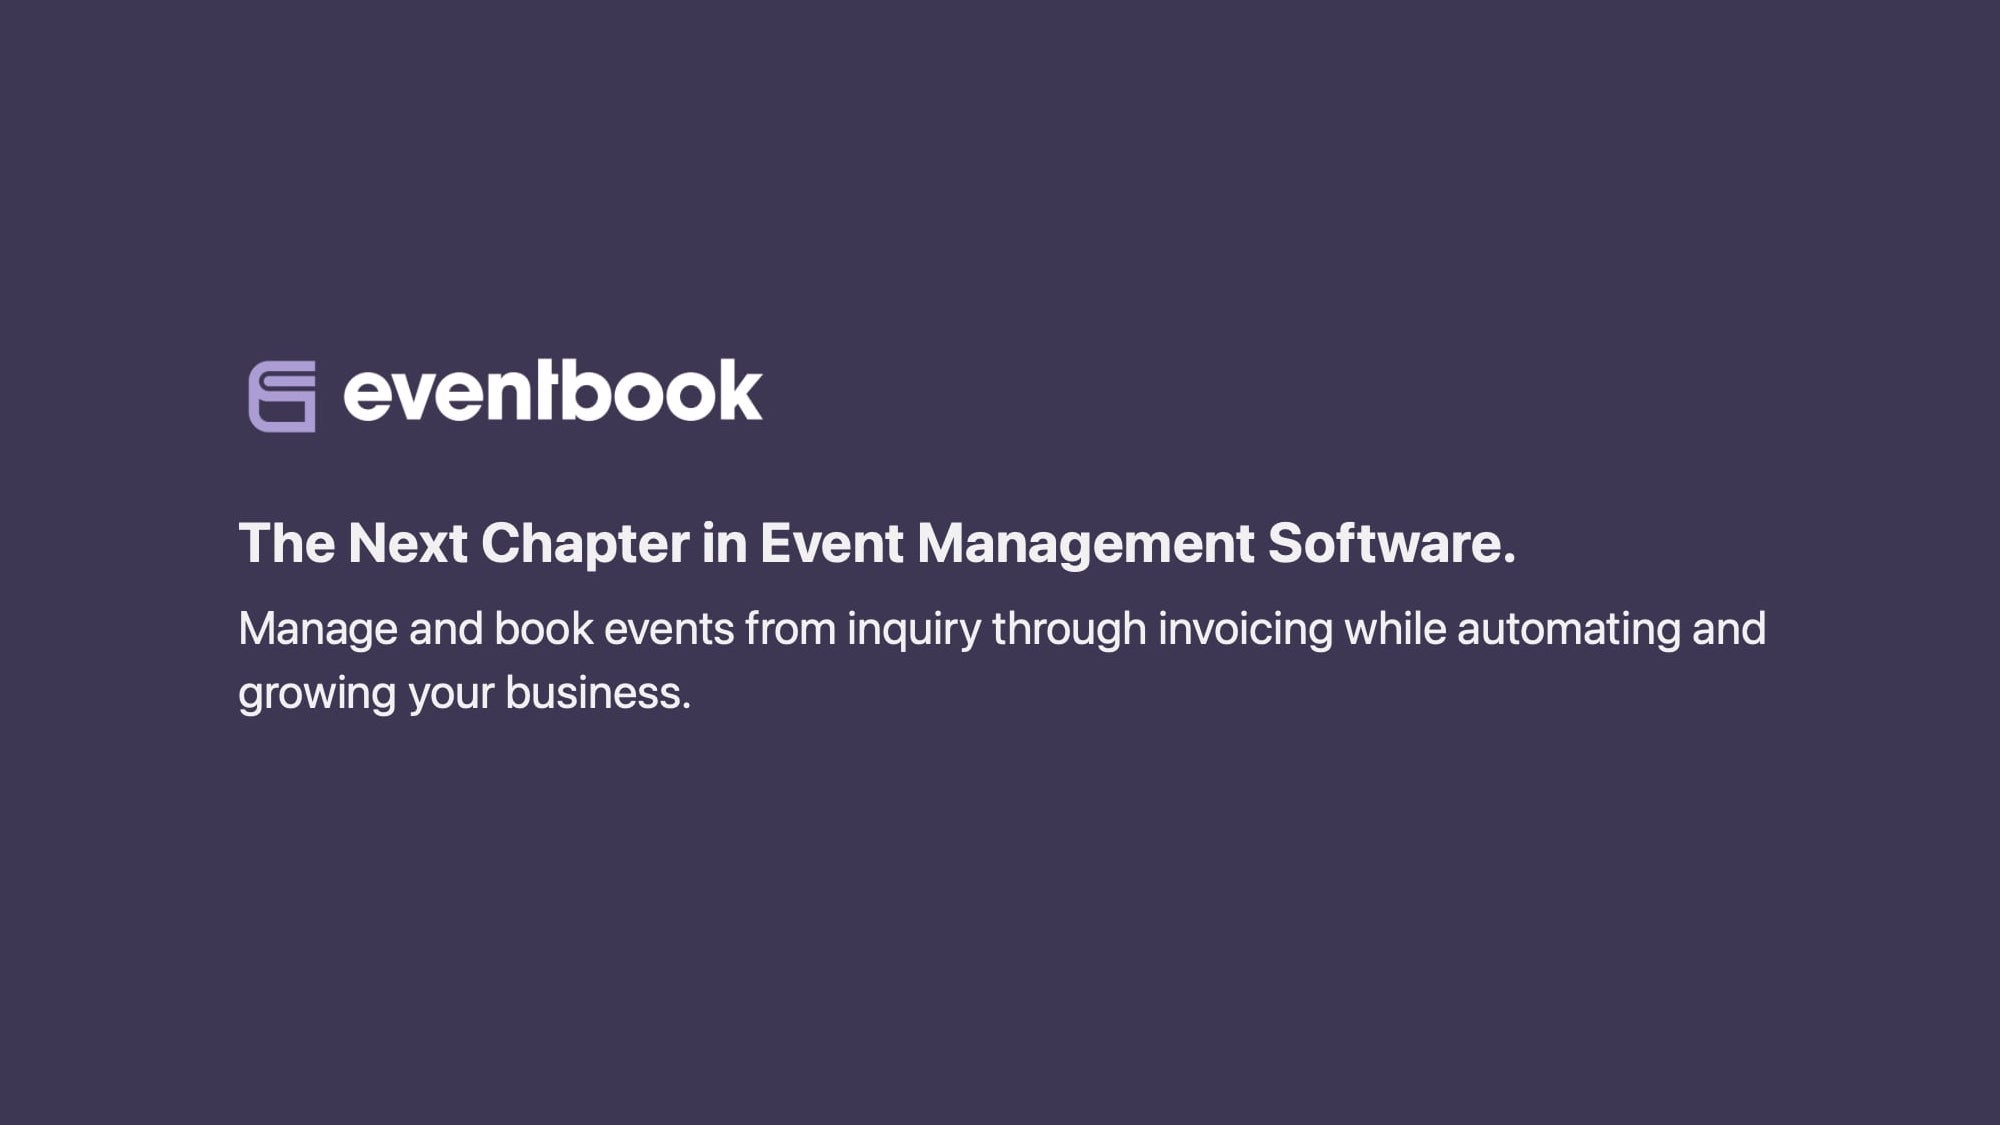 eventbook
The Next Chapter in Event Management Software.
Manage and book events from inquiry through invoicing while automating and
growing your business.